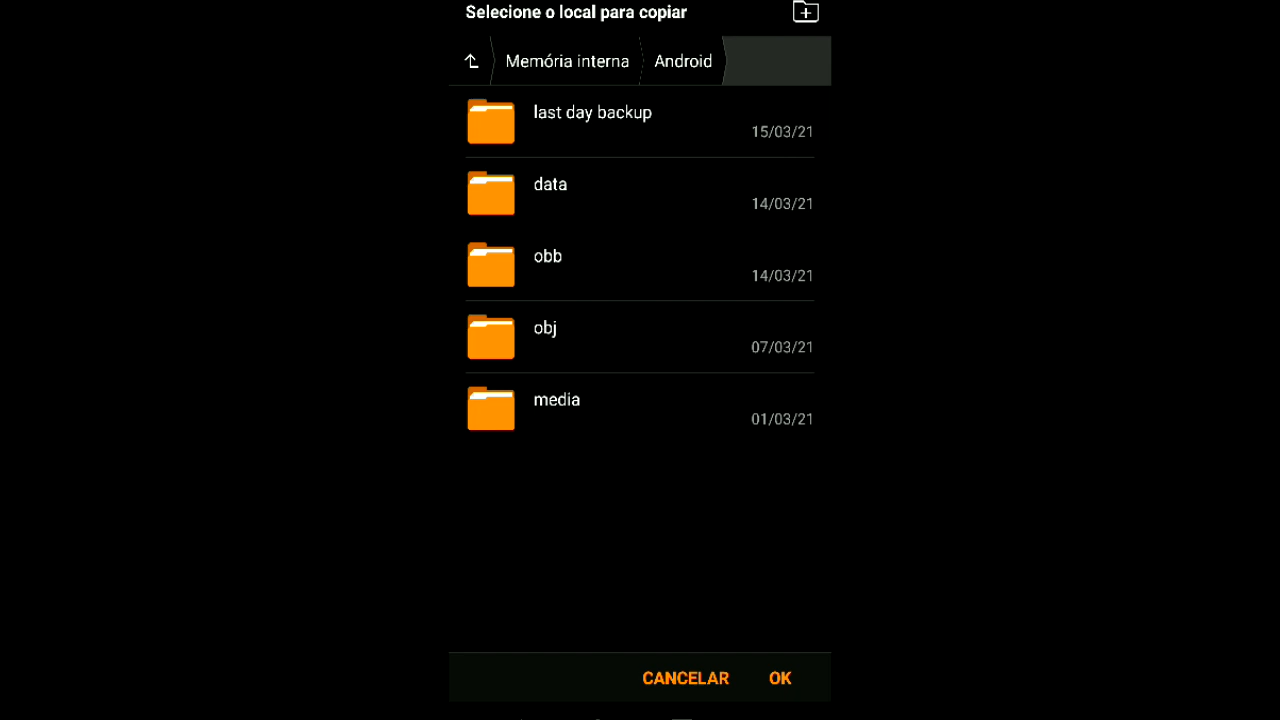 Selecione o local para copiar
Memória interna Android
last day backup
15/03/21
data
14/03/21
obb
14/03/21
obj
07/03/21
media
01/03/21
CANCELAR OK